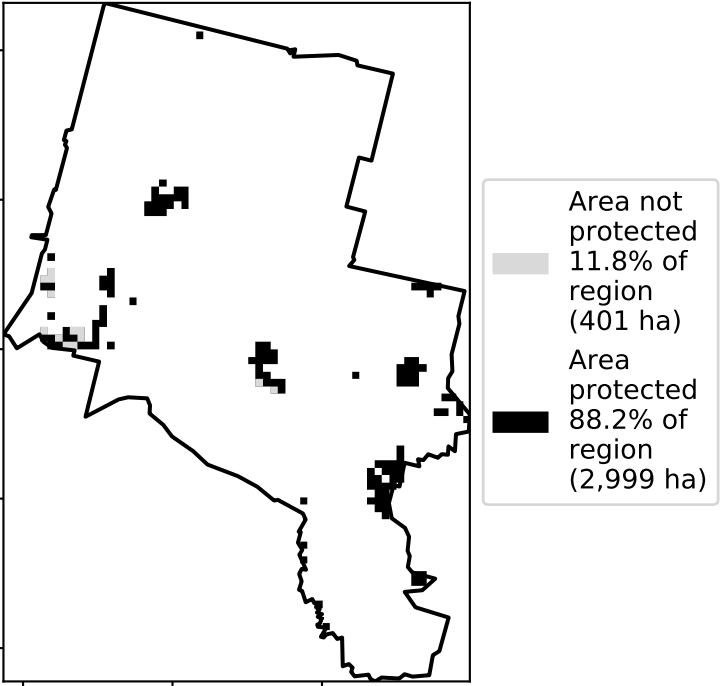 Area not
protected
11.8% of
region
(401 ha)
Area
protected
88.2% of
region
(2,999 ha)